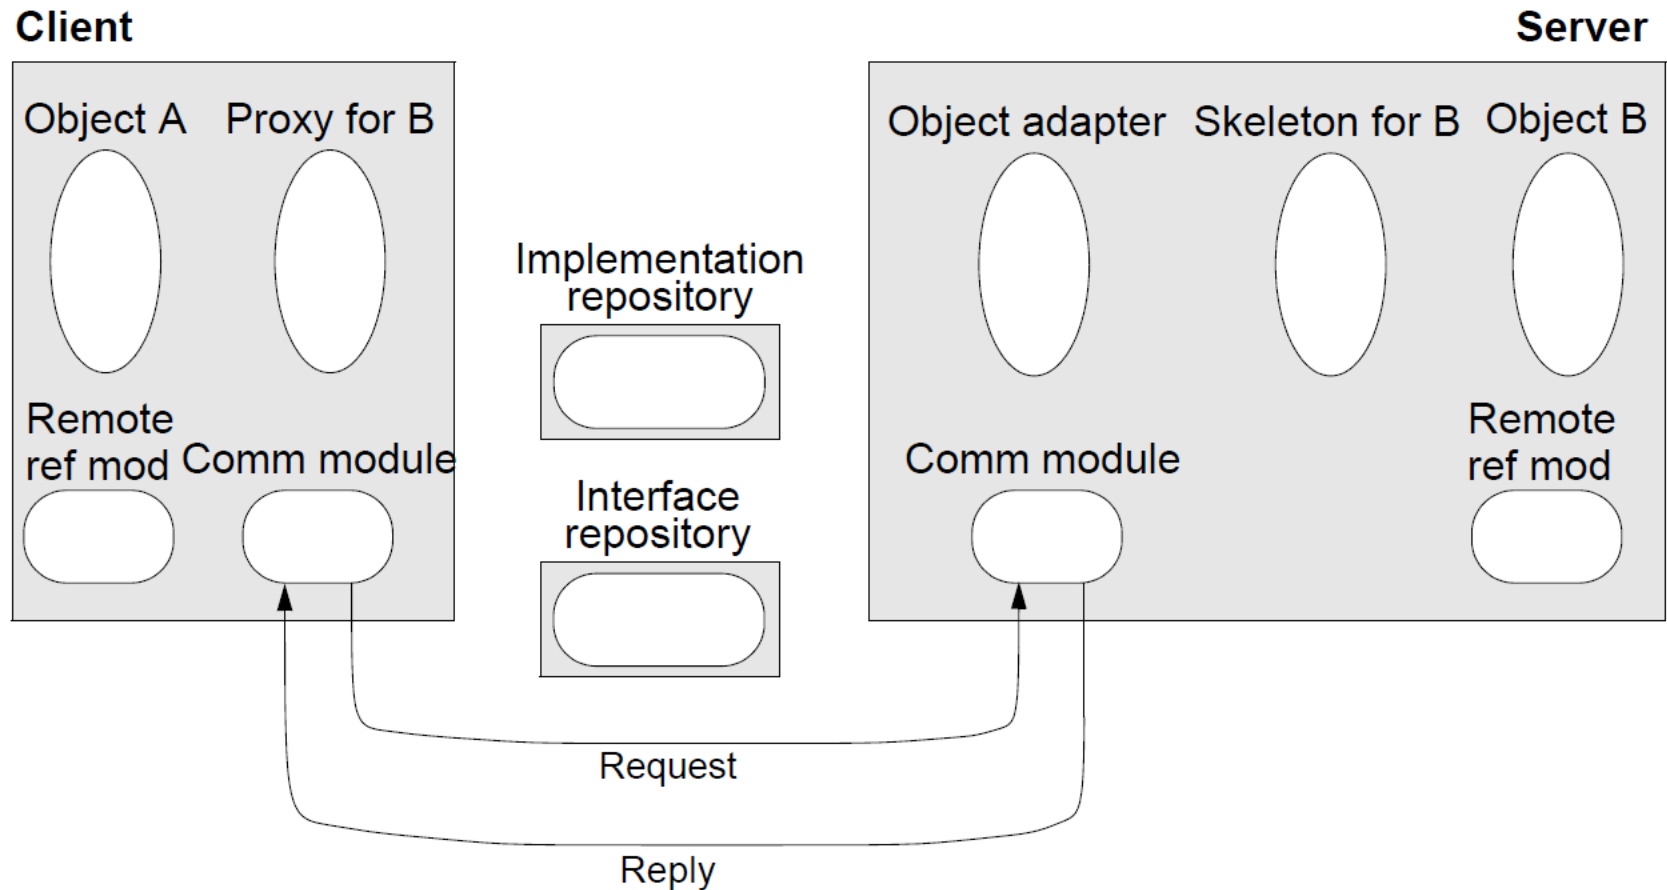 Client
Server
Object A
Proxy for B
Object adapter
Skeleton for B
Object B
Implementation
repository
Remote
ref mod
Comm module
Interface
repository
Comm module
Remote
ref mod
Request
Reply